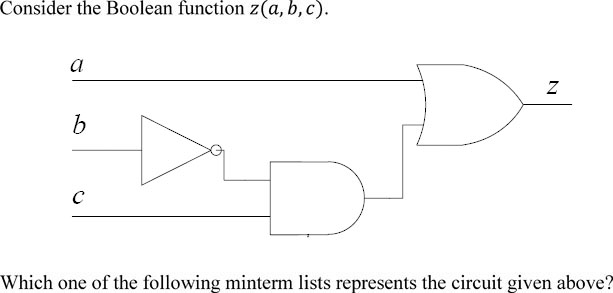 Consider the Boolean function z(a, b, c).
a
z
b
c
Which one of the following minterm lists represents the circuit given above?